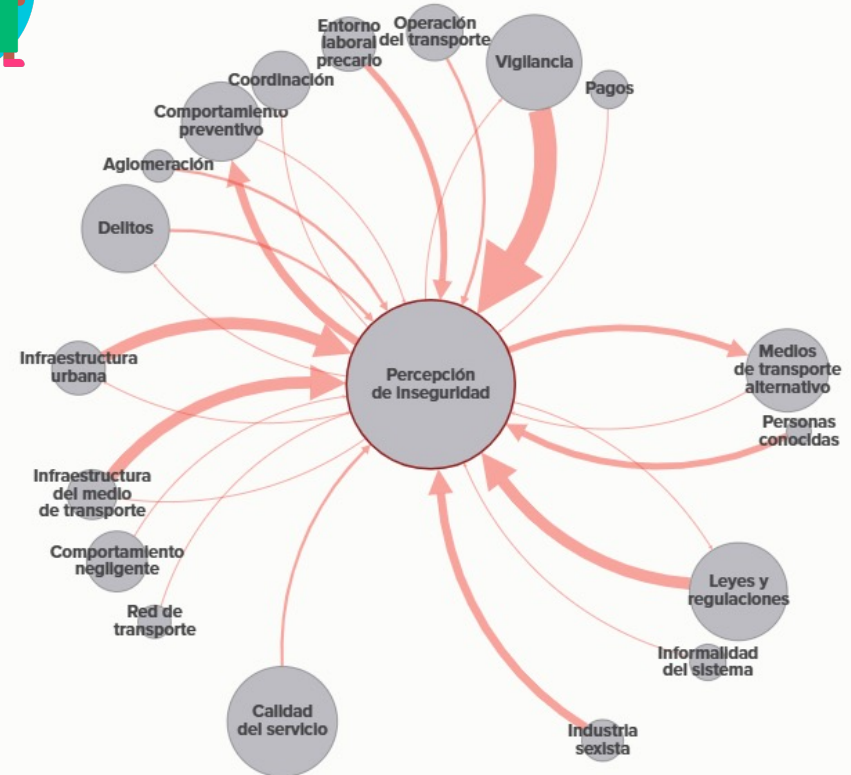 Entorno
laboral
precario
Operación
del transporte
Vigilancia
Pagos
Coordinación
Comportamiento
preventivo
Aglomeración
Delitos
Infraestructura
urbana
Percepción
de inseguridad
Medios
de transporte
alternativo
Personas
conocidas
Infraestructura
del medio
de transporte
Comportamiento
negligente
Red de
transporte
Leyes y
regulaciones
Informalidad
del sistema
Calidad
del servicio
Industria
sexista